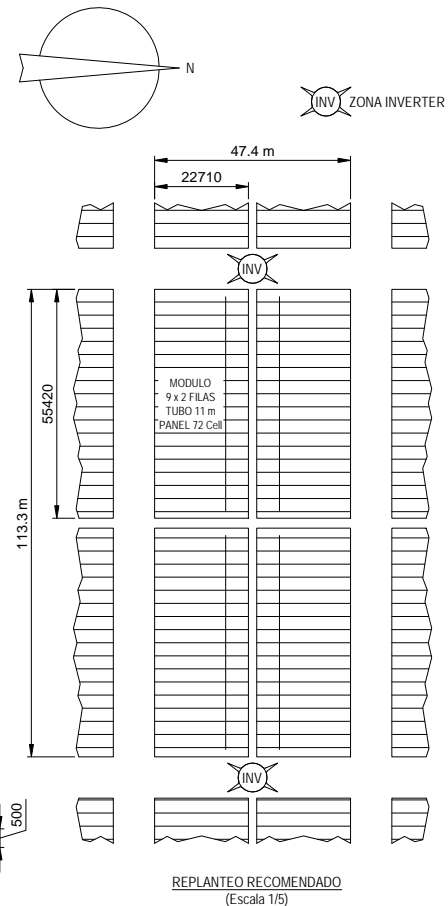 N
INV ZONA INVERTER
47.4 m
22710
INV
55420
113.3 m
MODULO
9 x 2 FILAS
TUBO 11 m
PANEL 72 Cell
INV
500
REPLANTEO RECOMENDADO
(Escala 1/5)